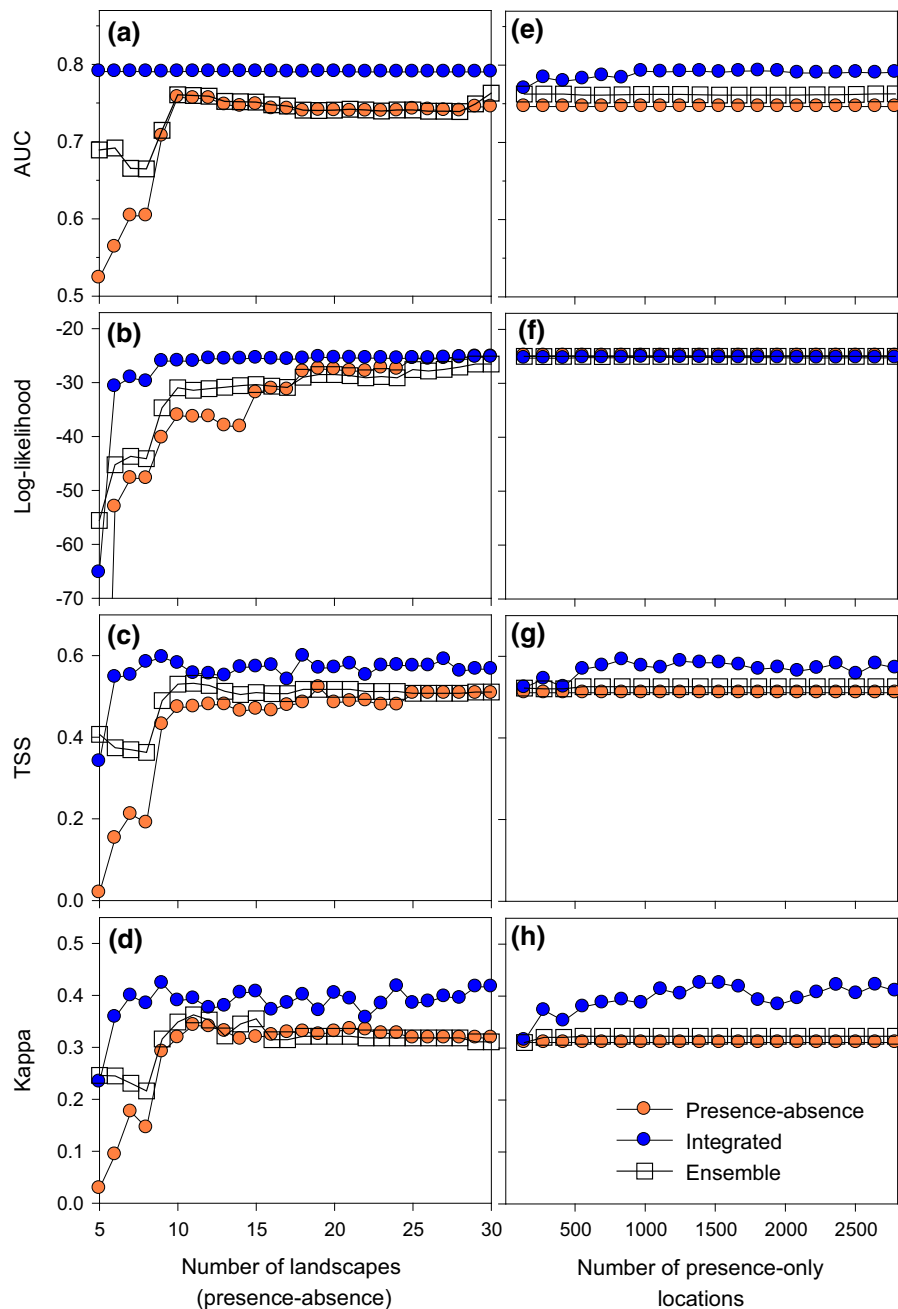 (a)
(e)
0.8
0.7
0.6
0.5
AUC
(b)
(f)
-20
-30
-40
-50
-60
-70
Log-likelihood
(c)
(g)
0.6
0.4
0.2
0.0
TSS
(d)
(h)
0.5
0.4
0.3
0.2
0.1
0.0
Kappa
Presence-absence
Integrated
Ensemble
5 10 15 20 25 30
500 1000 1500 2000 2500
Number of landscapes
(presence-absence)
Number of presence-only
locations